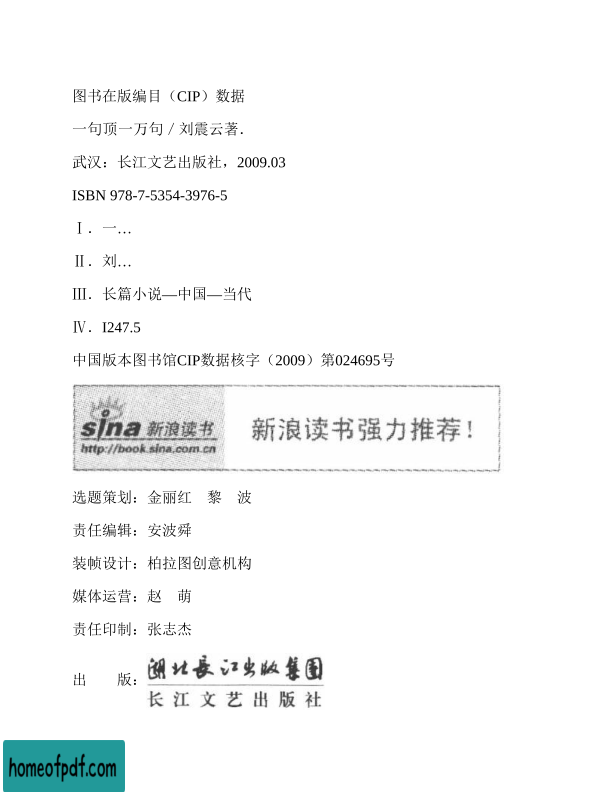 图书在版编目（CIP）数据
一句顶一万句／刘震云著．
武汉：长江文艺出版社，2009.03
ISBN 978-7-5354-3976-5
Ⅰ．一…
Ⅱ．刘…
Ⅲ．长篇小说—中国—当代
Ⅳ．I247.5
中国版本图书馆CIP数据核字（2009）第024695号
sina 新浪读书 新浪读书强力推荐！
http://book.sina.com.cn
选题策划：金丽红　黎　波
责任编辑：安波舜
装帧设计：柏拉图创意机构
媒体运营：赵　萌
责任印制：张志杰
出　　版：湖北長江出版集團
长江文艺出版社
homeofpdf.com